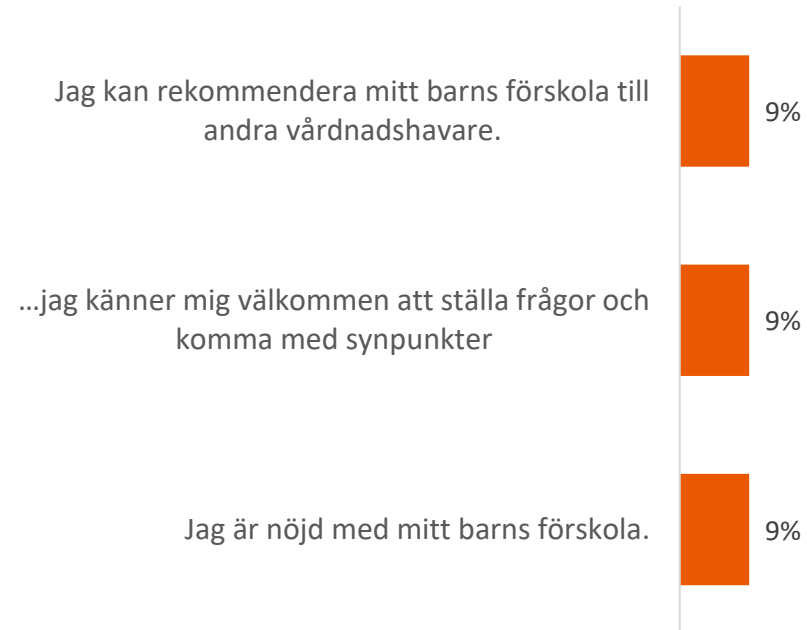 Jag kan rekommendera mitt barns förskola till
andra vårdnadshavare.
9%
...jag känner mig välkommen att ställa frågor och
komma med synpunkter
9%
Jag är nöjd med mitt barns förskola.
9%